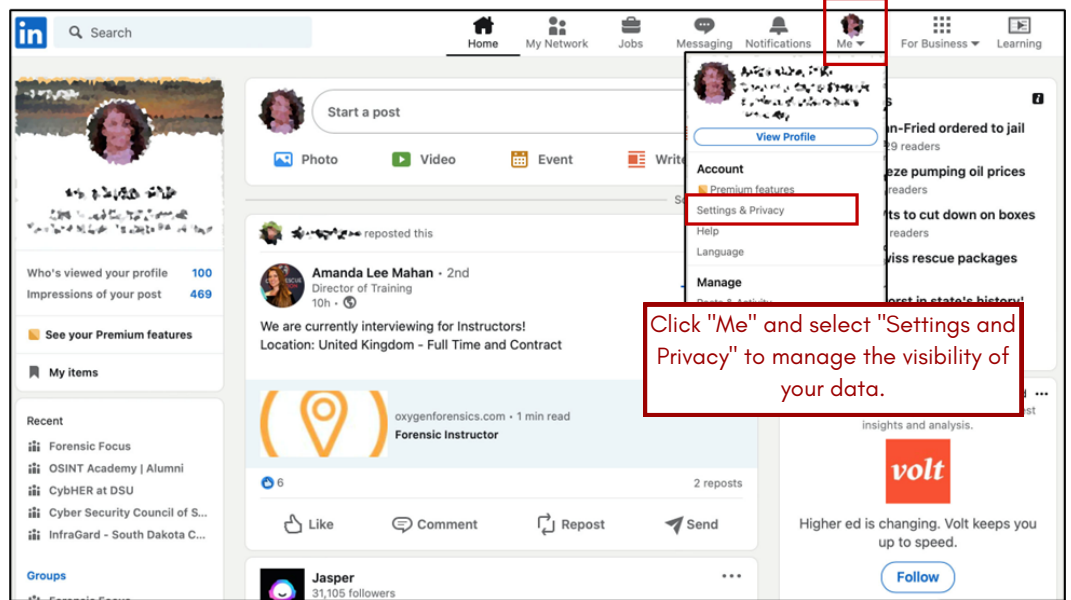 in
Search
Home
My Network
Jobs
Messaging
Notifications
Me
For Business
Learning
Who's viewed your profile 100
Impressions of your post 469
See your Premium features
My items
Recent
Forensic Focus
OSINT Academy | Alumni
CybHER at DSU
Cyber Security Council of S...
InfraGard - South Dakota C...
Groups
Forensic Focus
Start a post
Photo
Video
Event
reposted this
Amanda Lee Mahan • 2nd
Director of Training
10h •
We are currently interviewing for Instructors!
Location: United Kingdom - Full Time and Contract
oxygenforensics.com • 1 min read
Forensic Instructor
6
2 reposts
Like
Comment
Repost
Send
Jasper
31,105 followers
View Profile
Account
Premium features
Settings & Privacy
Help
Language
Manage
Posts & Activity
Click "Me" and select "Settings and
Privacy" to manage the visibility of
your data.
-Fried ordered to jail
readers
pumping oil prices
readers
to cut down on boxes
readers
rescue packages
in state's history'
insights and analysis.
volt
Higher ed is changing. Volt keeps you
up to speed.
Follow